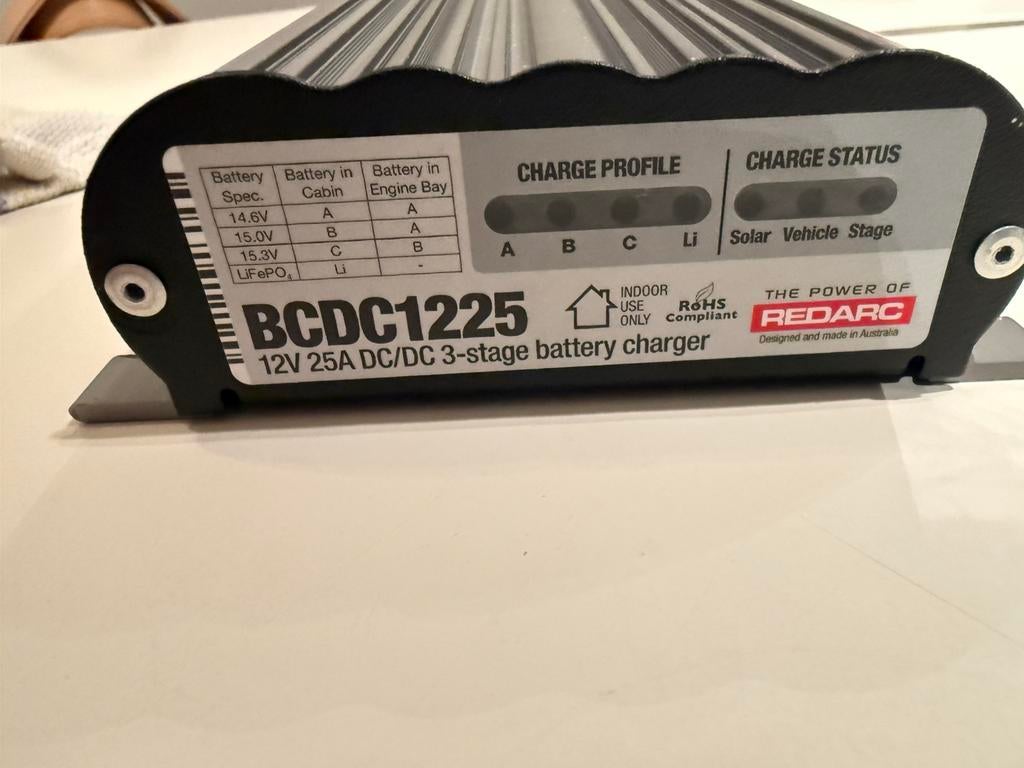 Battery Spec. Battery in Cabin Battery in Engine Bay
14.6V A A
15.0V B A
15.3V C B
LiFePO₄ Li -
CHARGE PROFILE
A B C Li
CHARGE STATUS
Solar Vehicle Stage
BCDC1225
12V 25A DC/DC 3-stage battery charger
INDOOR
USE
ONLY
RoHS
Compliant
THE POWER OF
REDARC
Designed and made in Australia